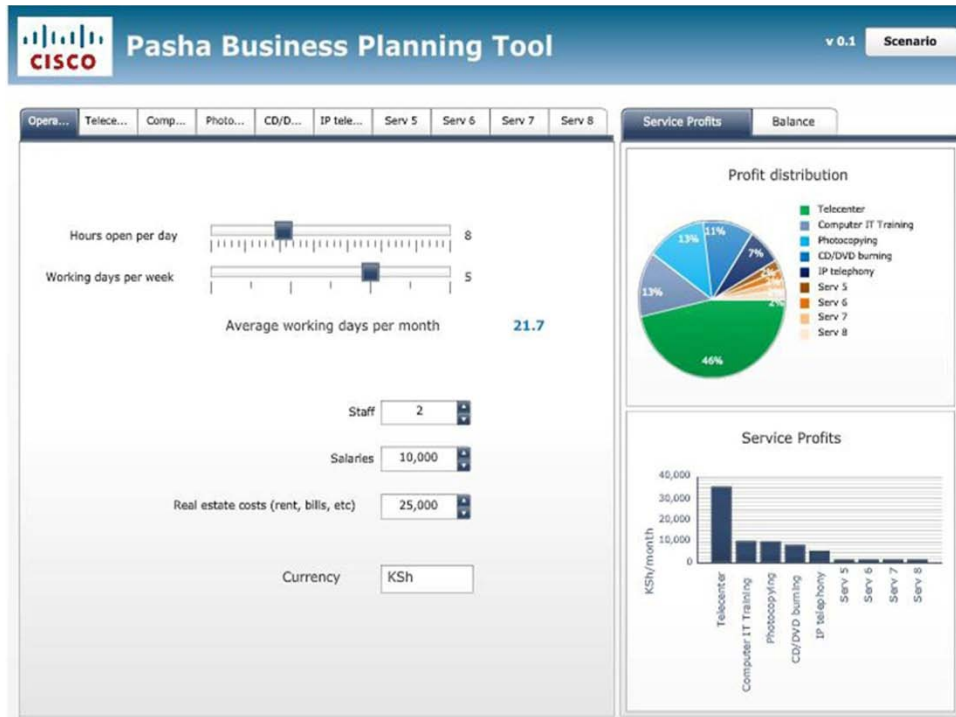 CISCO
Pasha Business Planning Tool
v 0.1
Scenario
Opera...
Telece...
Comp...
Photo...
CD/D...
IP tele...
Serv 5
Serv 6
Serv 7
Serv 8
Hours open per day
8
Working days per week
5
Average working days per month 21.7
Staff
2
Salaries
10,000
Real estate costs (rent, bills, etc)
25,000
Currency
KSh
Service Profits
Balance
Profit distribution
Telecenter
Computer IT Training
Photocopying
CD/DVD burning
IP telephony
Serv 5
Serv 6
Serv 7
Serv 8
13%
11%
7%
13%
2%
46%
Service Profits
KSh/month
40,000
30,000
20,000
10,000
0
Telecenter
Computer IT Training
Photocopying
CD/DVD burning
IP telephony
Serv 5
Serv 6
Serv 7
Serv 8